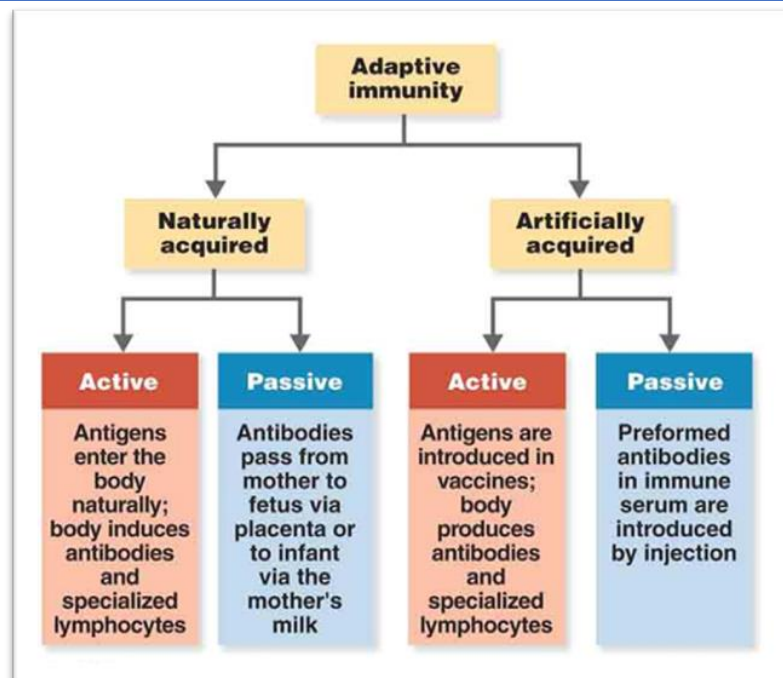 Adaptive
immunity
Naturally
acquired
Artificially
acquired
Active
Antigens
enter the
body
naturally;
body induces
antibodies
and
specialized
lymphocytes
Passive
Antibodies
pass from
mother to
fetus via
placenta or
to infant
via the
mother's
milk
Active
Antigens are
introduced in
vaccines;
body
produces
antibodies
and
specialized
lymphocytes
Passive
Preformed
antibodies
in immune
serum are
introduced
by injection